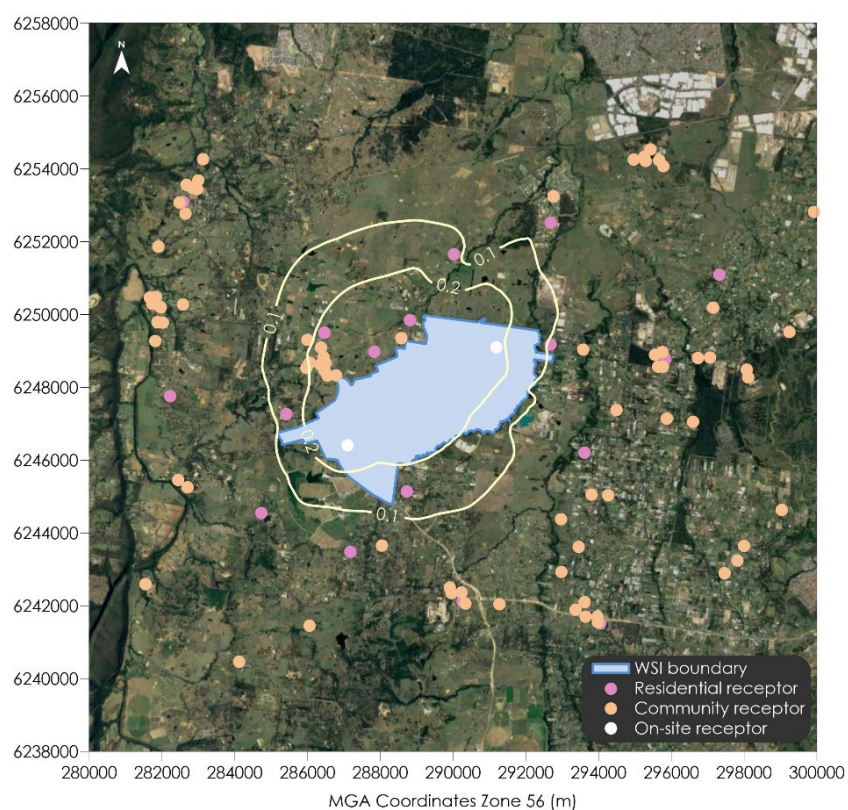 6258000
N
6256000
6254000
6252000
0.1
0.2
6250000
0.1
6248000
0.2
6246000
6244000
0.1
6242000
WSI boundary
6240000
Residential receptor
Community receptor
On-site receptor
6238000
280000 282000 284000 286000 288000 290000 292000 294000 296000 298000 300000
MGA Coordinates Zone 56 (m)